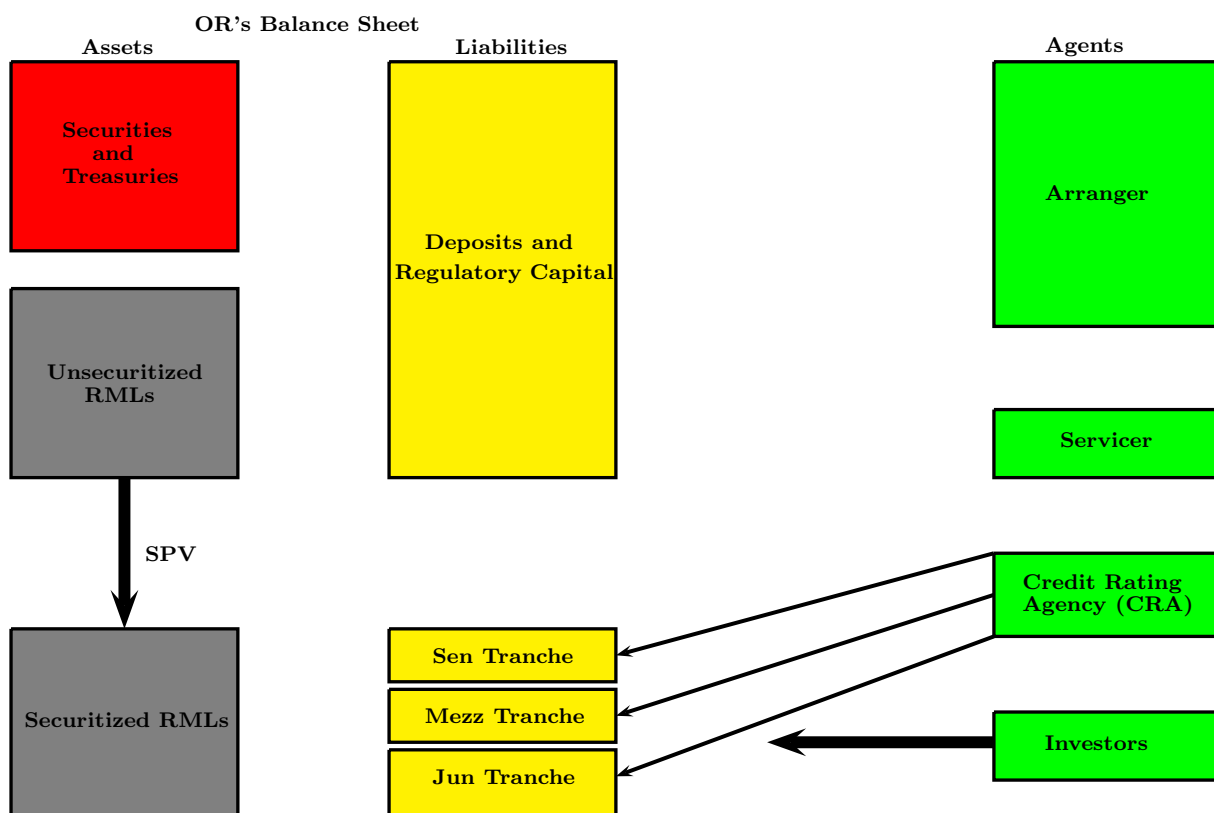 OR's Balance Sheet
Assets
Liabilities
Agents
Securities
and
Treasuries
Deposits and
Regulatory Capital
Arranger
Unsecuritized
RMLs
Servicer
SPV
Credit Rating
Agency (CRA)
Securitized RMLs
Sen Tranche
Mezz Tranche
Jun Tranche
Investors